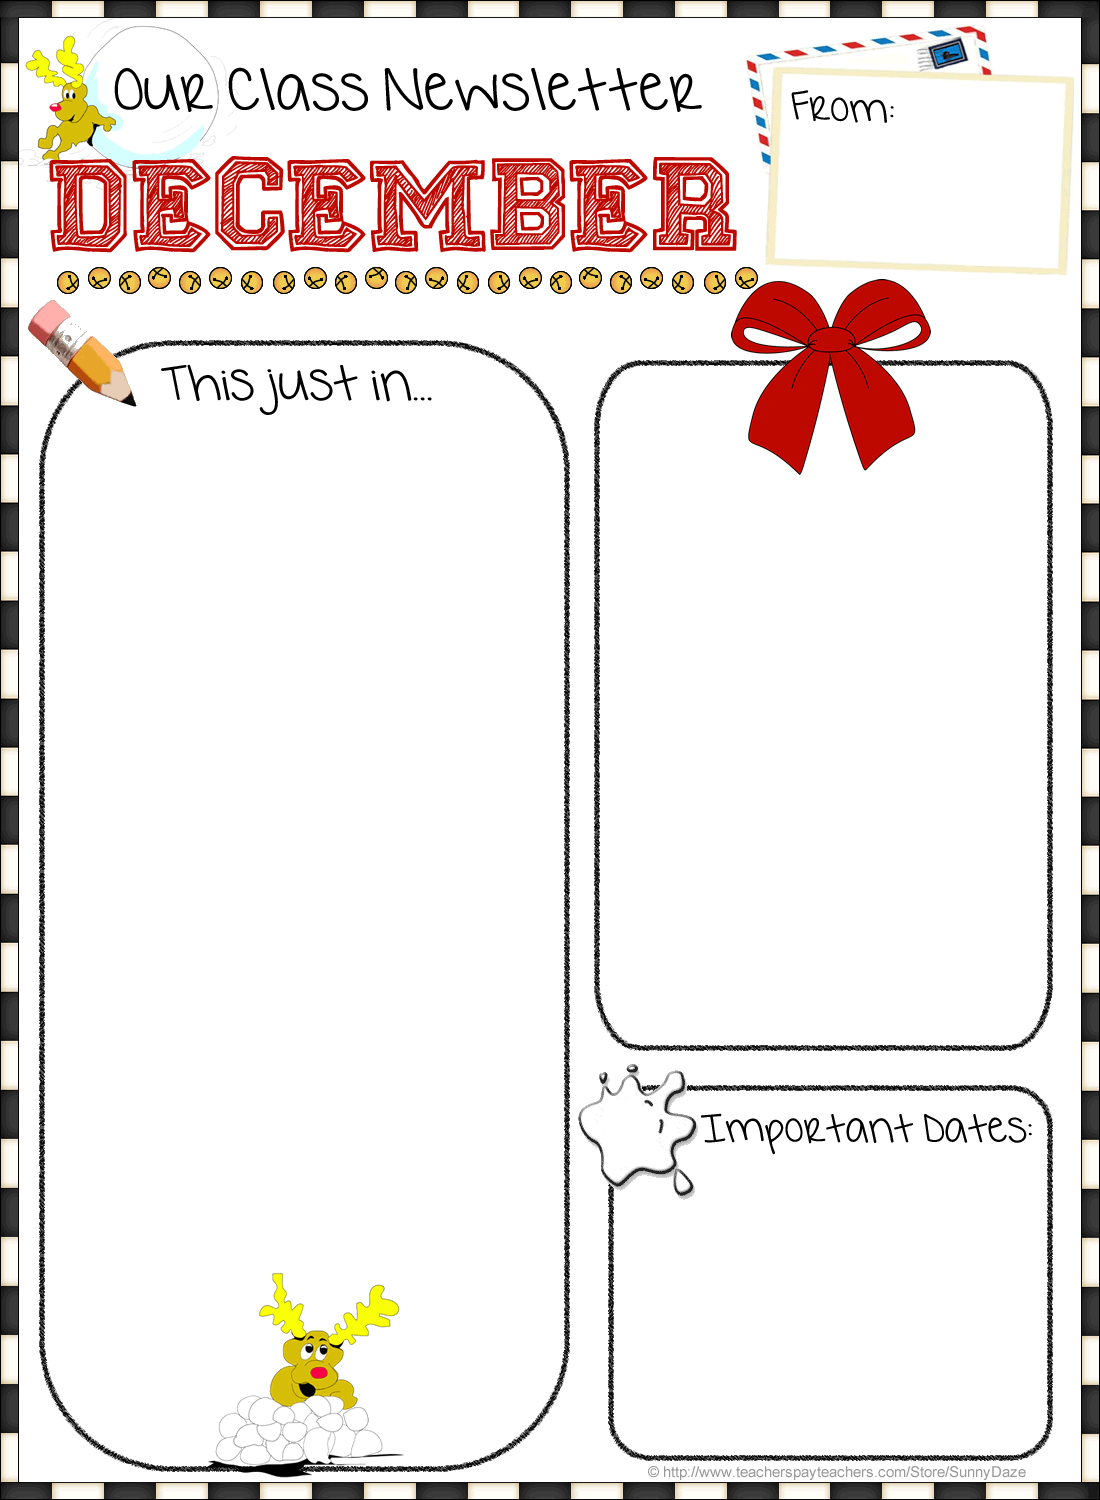 Our Class Newsletter
DECEMBER
From:
This just in...
Important Dates:
© http://www.teacherspayteachers.com/Store/SunnyDaze